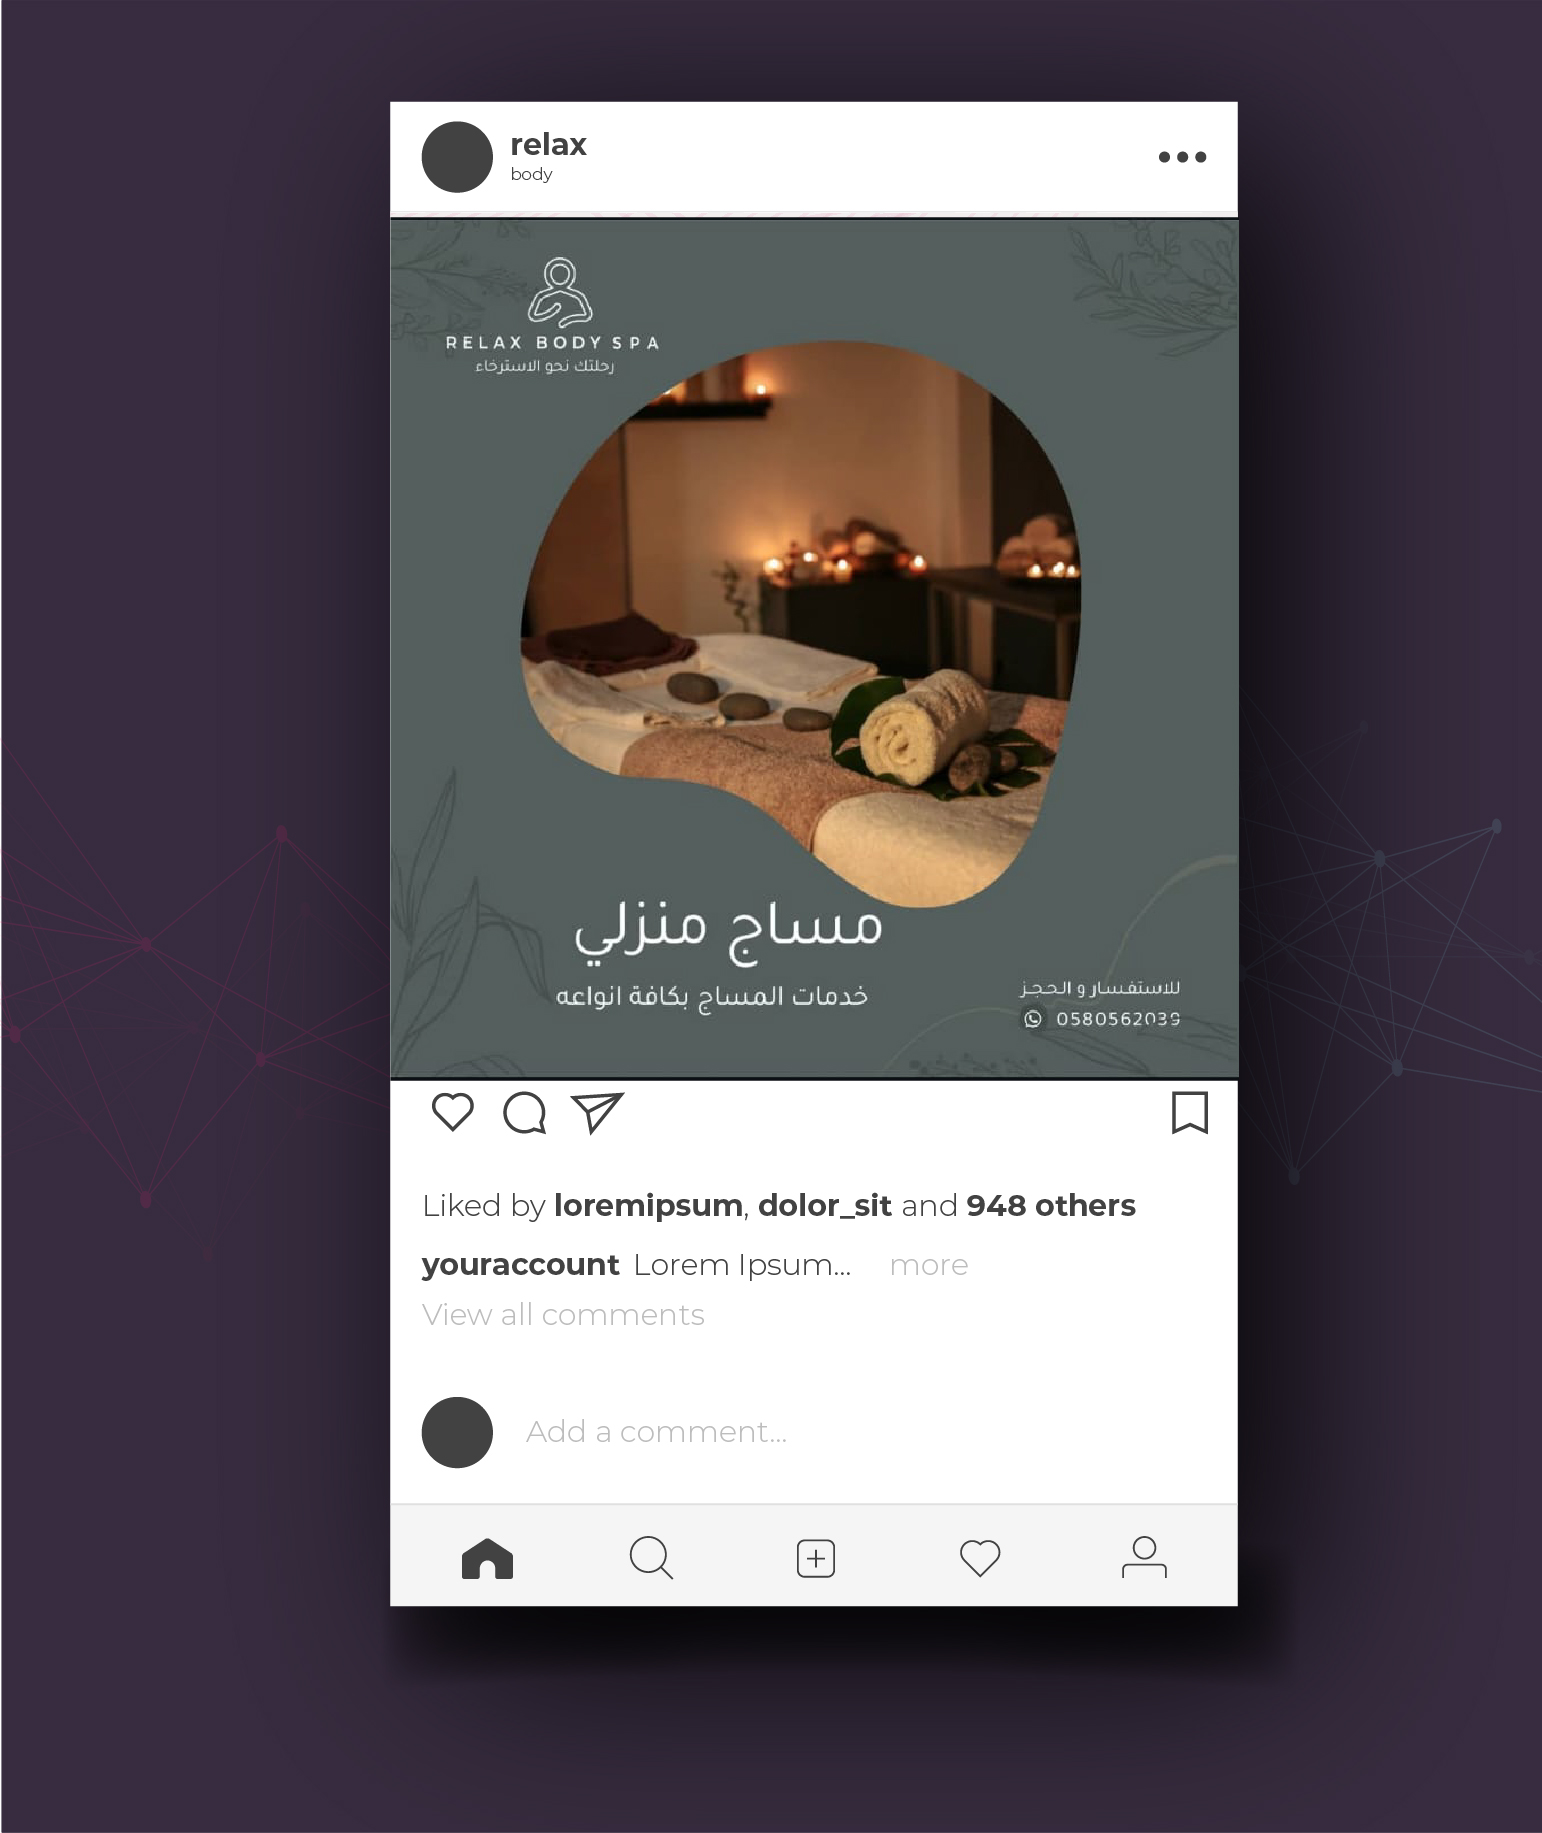 relax
body
RELAX BODY SPA
رحلتك نحو الاسترخاء
مساج منزلي
خدمات المساج بكافة انواعه
للاستفسار و الحجز
0580562039
Liked by loremipsum, dolor_sit and 948 others
youraccount Lorem Ipsum... more
View all comments
Add a comment...